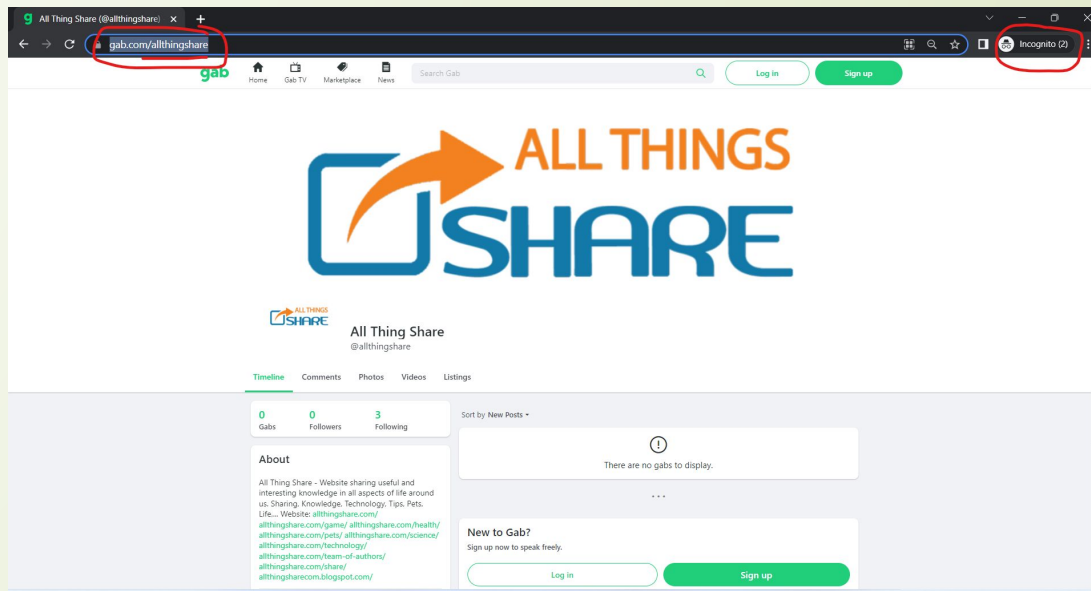 All Thing Share (@allthingshare)
gab.com/allthingshare
Incognito (2)
gab
Home
Gab TV
Marketplace
News
Search Gab
Log in
Sign up
ALL THINGS
SHARE
ALL THINGS
SHARE
All Thing Share
@allthingshare
Timeline
Comments
Photos
Videos
Listings
0
Gabs
0
Followers
3
Following
Sort by New Posts
There are no gabs to display.
About
All Thing Share - Website sharing useful and
interesting knowledge in all aspects of life around
us. Sharing, Knowledge, Technology, Tips, Pets,
Life,... Website: allthingshare.com/
allthingshare.com/game/ allthingshare.com/health/
allthingshare.com/pets/ allthingshare.com/science/
allthingshare.com/technology/
allthingshare.com/team-of-authors/
allthingshare.com/share/
allthingsharecom.blogspot.com/
New to Gab?
Sign up now to speak freely.
Log in
Sign up